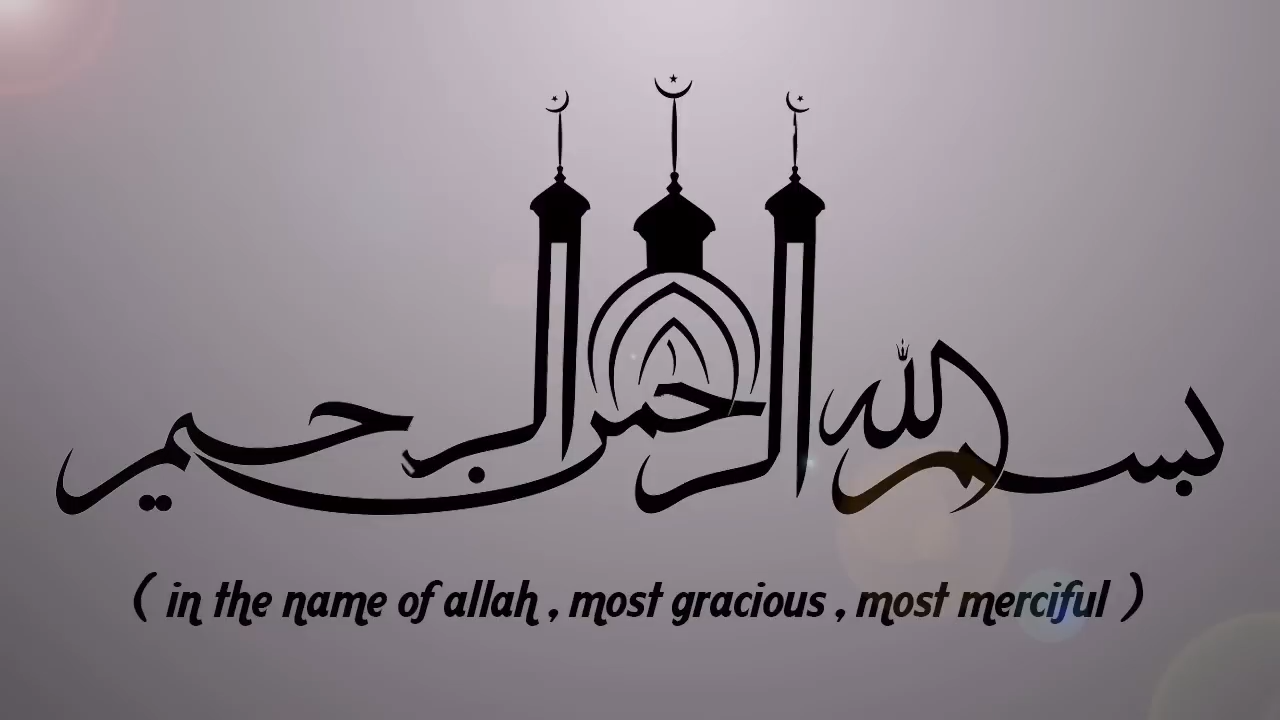 بسم الله الرحمن الرحيم
( in the name of allah , most gracious , most merciful )